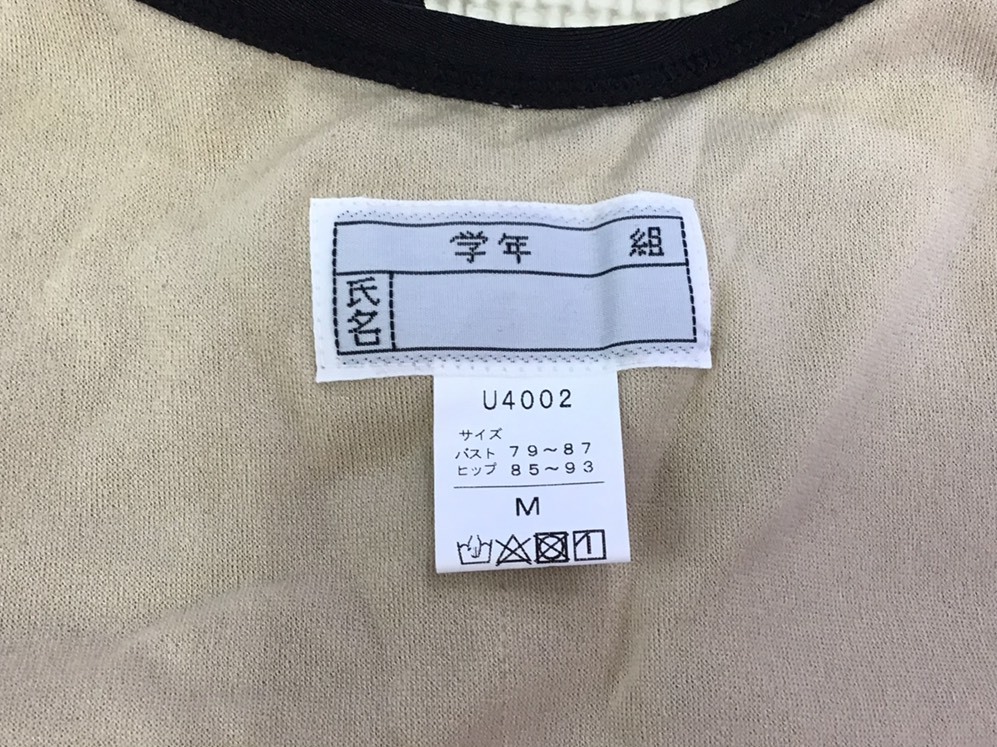 学年 組
氏名
U4002
サイズ
バスト 79～87
ヒップ 85～93
M